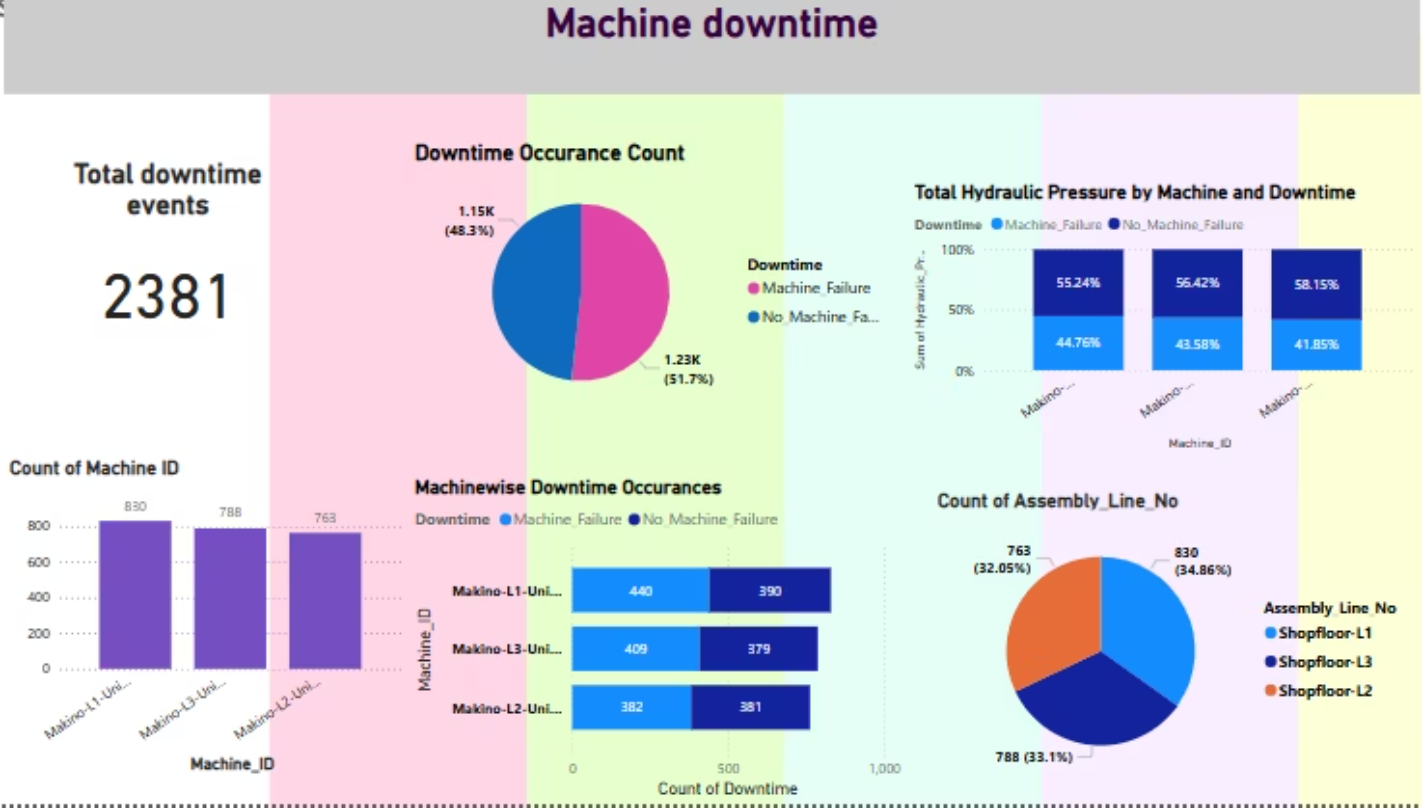 Machine downtime
Total downtime
events
2381
Downtime Occurance Count
1.15K
(48.3%)
1.23K
(51.7%)
Downtime
Machine_Failure
No_Machine_Fa...
Total Hydraulic Pressure by Machine and Downtime
Downtime Machine_Failure No_Machine_Failure
Sum of Hydraulic_Pr...
100%
50%
0%
55.24%
56.42%
58.15%
44.76%
43.58%
41.85%
Makino-...
Makino-...
Makino-...
Machine_ID
Count of Machine ID
800
600
400
200
0
830
788
763
Makino-L1-Uni...
Makino-L3-Uni...
Makino-L2-Uni...
Machine_ID
Machinewise Downtime Occurances
Downtime Machine_Failure No_Machine_Failure
Machine_ID
Makino-L1-Uni...
440
390
Makino-L3-Uni...
409
379
Makino-L2-Uni...
382
381
0
500
1,000
Count of Downtime
Count of Assembly_Line_No
763
(32.05%)
830
(34.86%)
788 (33.1%)
Assembly_Line_No
Shopfloor-L1
Shopfloor-L3
Shopfloor-L2